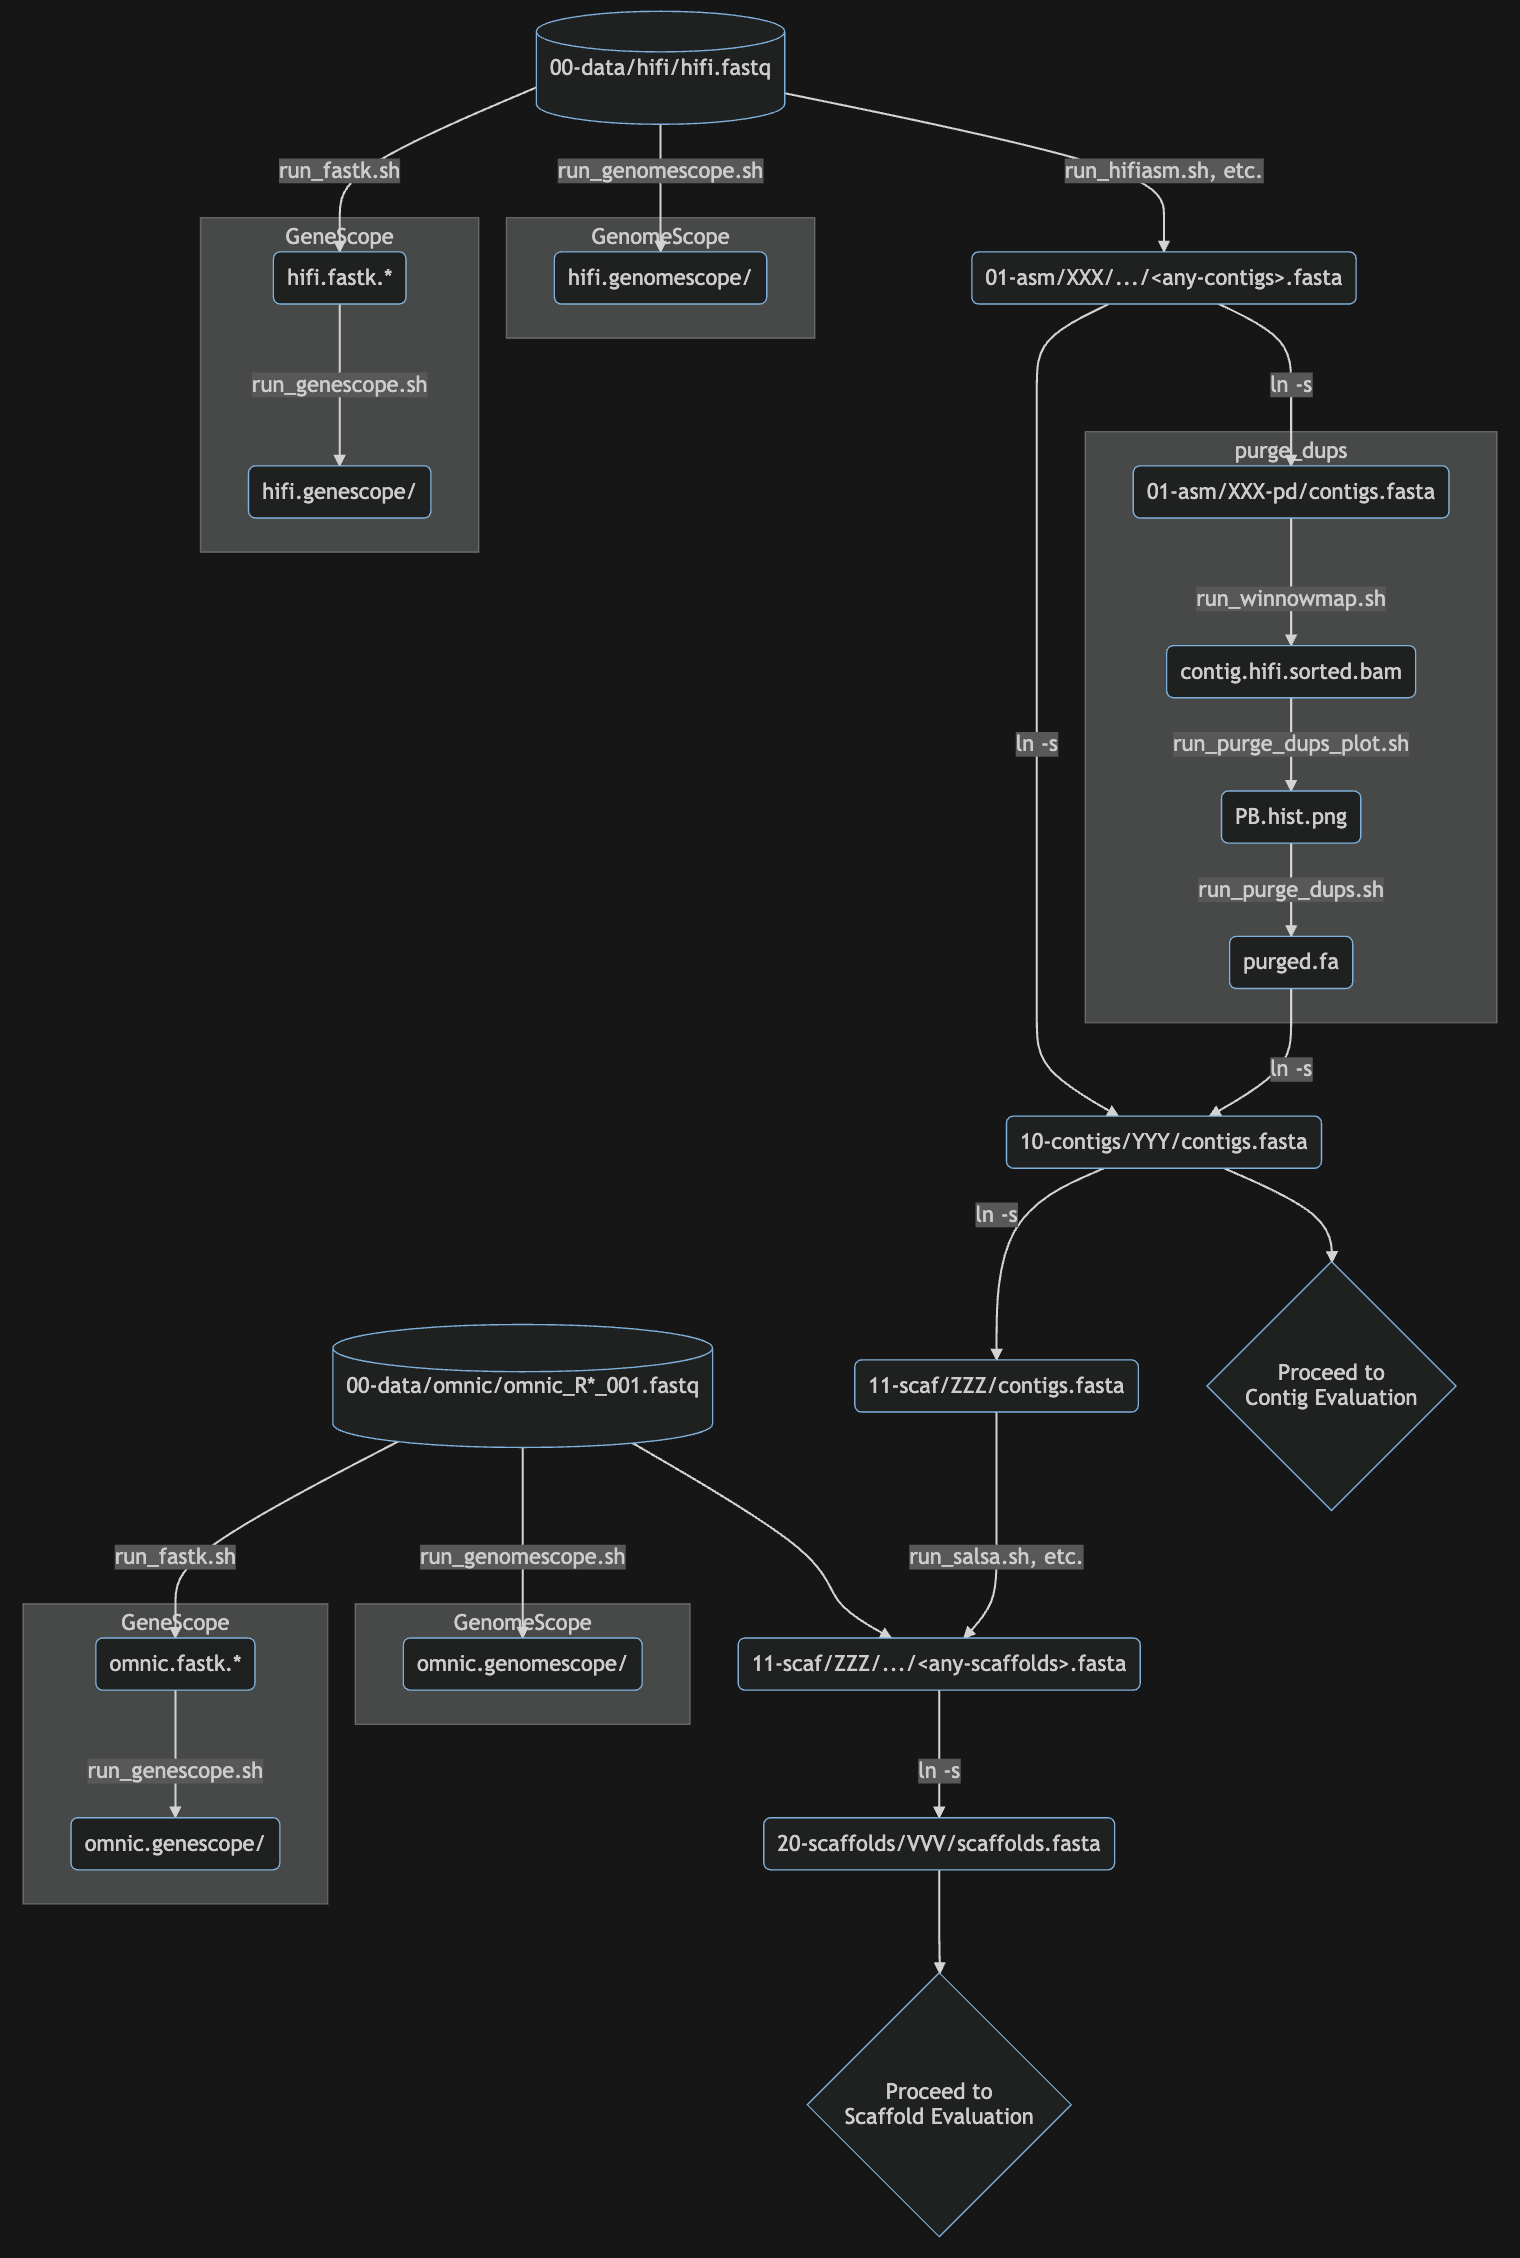 00-data/hifi/hifi.fastq
run_fastk.sh
run_genomescope.sh
run_hifiasm.sh, etc.
GeneScope
GenomeScope
hifi.fastk.*
hifi.genomescope/
01-asm/XXX/.../<any-contigs>.fasta
run_genescope.sh
ln -s
purge_dups
hifi.genescope/
01-asm/XXX-pd/contigs.fasta
run_winnowmap.sh
contig.hifi.sorted.bam
ln -s
run_purge_dups_plot.sh
PB.hist.png
run_purge_dups.sh
purged.fa
ln -s
10-contigs/YYY/contigs.fasta
ln -s
00-data/omnic/omnic_R*_001.fastq
11-scaf/ZZZ/contigs.fasta
Proceed to
Contig Evaluation
run_fastk.sh
run_genomescope.sh
run_salsa.sh, etc.
GeneScope
GenomeScope
omnic.fastk.*
omnic.genomescope/
11-scaf/ZZZ/.../<any-scaffolds>.fasta
run_genescope.sh
ln -s
omnic.genescope/
20-scaffolds/VVV/scaffolds.fasta
Proceed to
Scaffold Evaluation